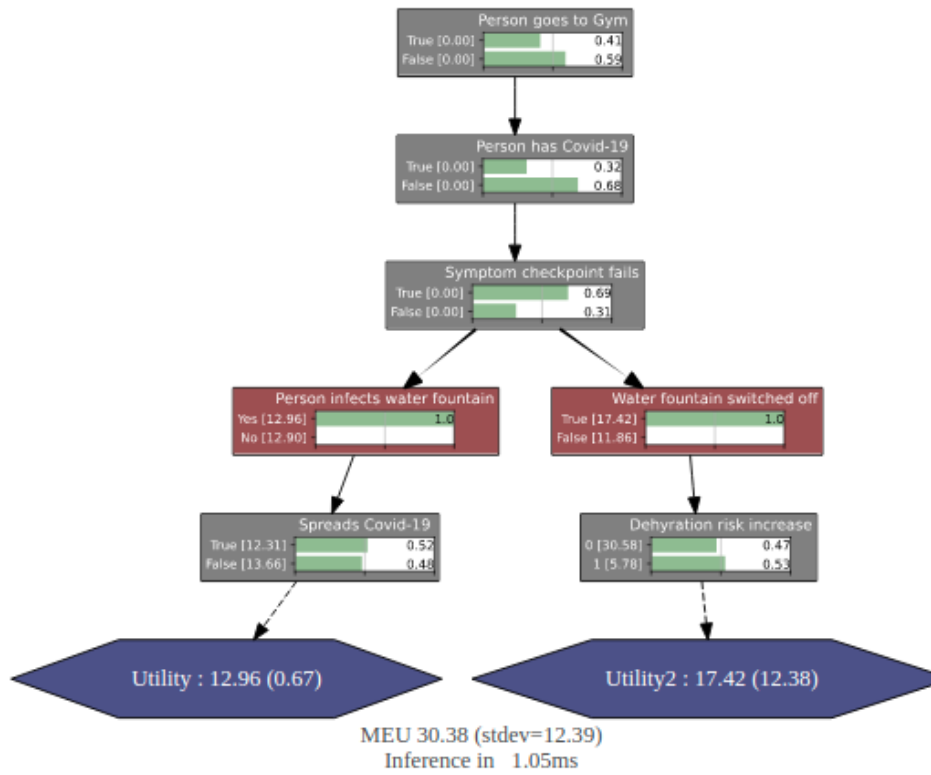 Person goes to Gym
True [0.00] 0.41
False [0.00] 0.59
Person has Covid-19
True [0.00] 0.32
False [0.00] 0.68
Symptom checkpoint fails
True [0.00] 0.69
False [0.00] 0.31
Person infects water fountain
Yes [12.96] 1.0
No [12.90]
Water fountain switched off
True [17.42] 1.0
False [11.86]
Spreads Covid-19
True [12.31] 0.52
False [13.66] 0.48
Dehyration risk increase
0 [30.58] 0.47
1 [5.78] 0.53
Utility : 12.96 (0.67)
Utility2 : 17.42 (12.38)
MEU 30.38 (stdev=12.39)
Inference in 1.05ms